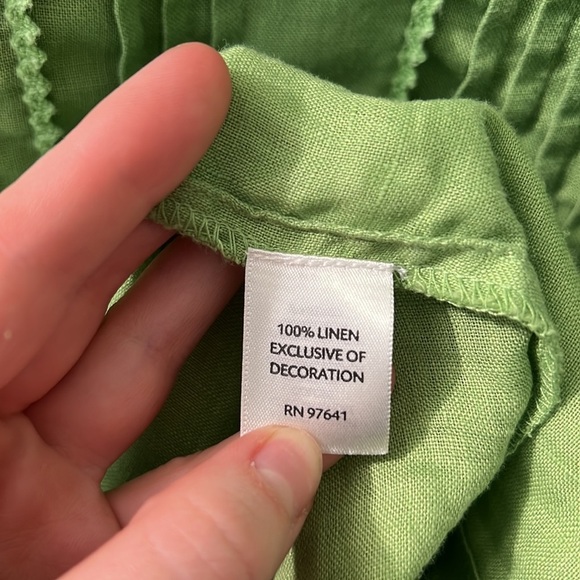 100% LINEN
EXCLUSIVE OF
DECORATION
RN 97641